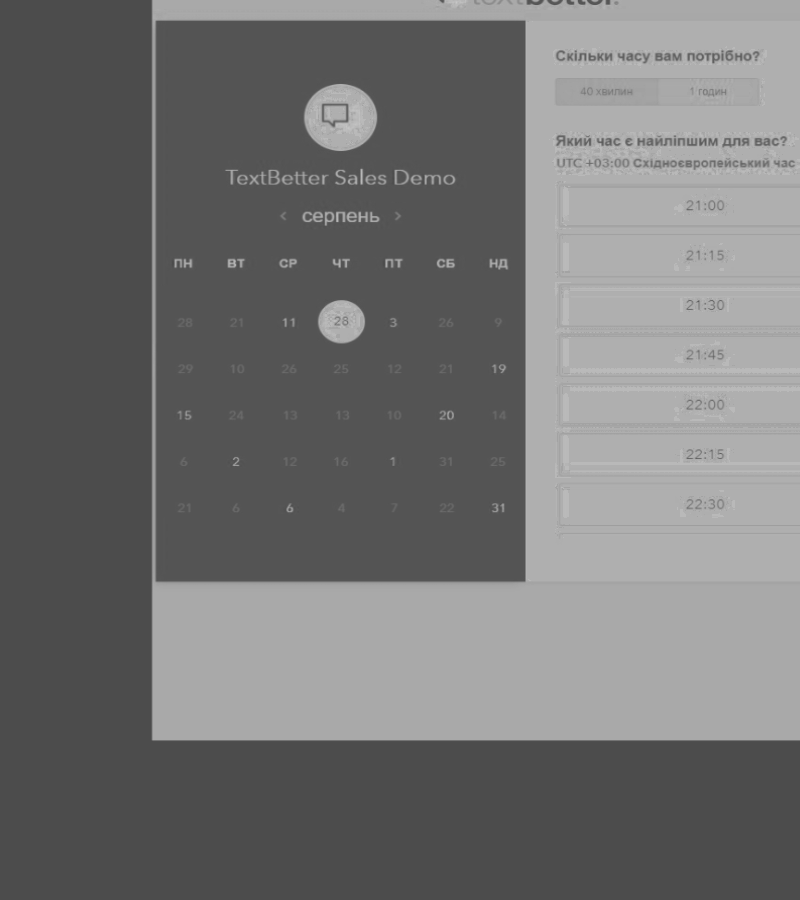 textbetter.
TextBetter Sales Demo
< серпень >
ПН ВТ СР ЧТ ПТ СБ НД
28 21 11 28 3 26 9
29 10 26 25 12 21 19
15 24 13 13 10 20 14
6 2 12 16 1 31 25
21 6 6 4 7 22 31
Скільки часу вам потрібно?
40 хвилин 1 годин
Який час є найліпшим для вас?
UTC +03:00 Східноєвропейський час
21:00
21:15
21:30
21:45
22:00
22:15
22:30